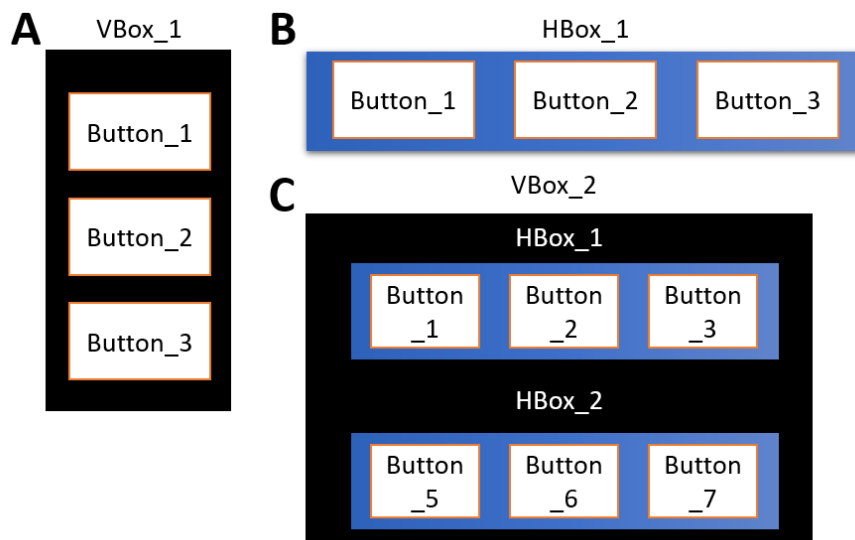 A
VBox_1
Button_1
Button_2
Button_3
B
HBox_1
Button_1
Button_2
Button_3
C
VBox_2
HBox_1
Button
_1
Button
_2
Button
_3
HBox_2
Button
_5
Button
_6
Button
_7